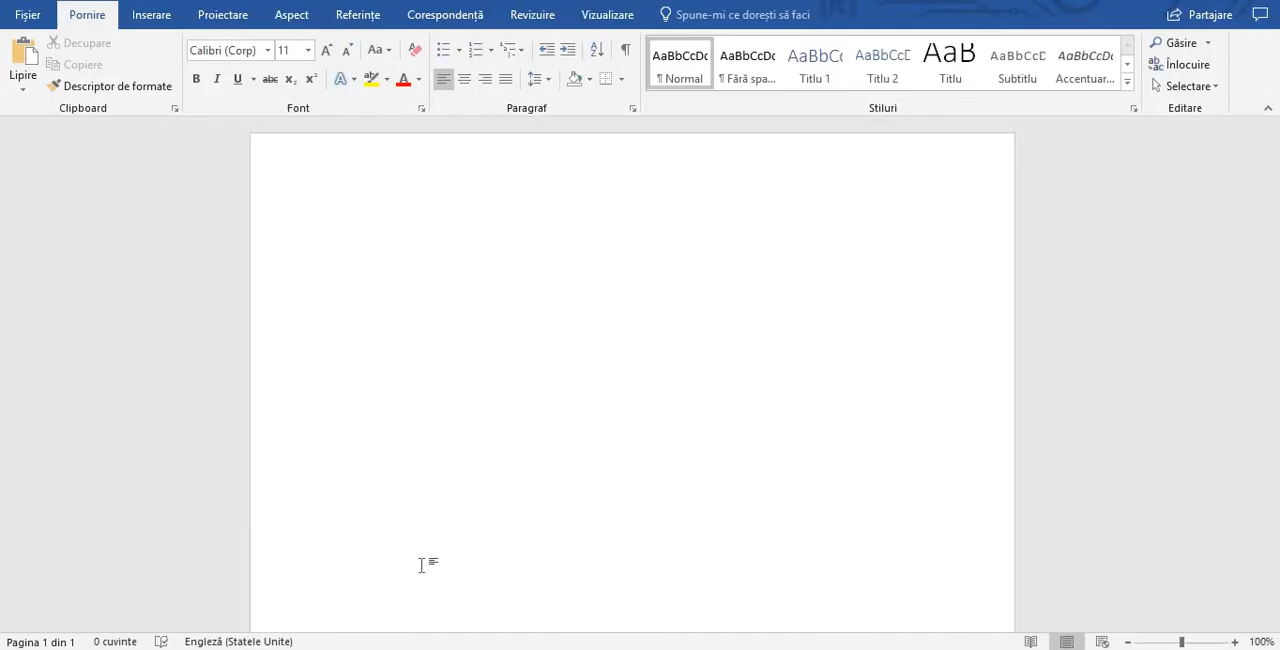 Fișier Pornire Inserare Proiectare Aspect Referințe Corespondență Revizuire Vizualizare Spune-mi ce dorești să faci Partajare
Lipire
Decupare
Copiere
Descriptor de formate
Clipboard
Calibri (Corp) 11 Aa
B I U abc x₂ x² A ab A
Font
Paragraf
AaBbCcDc AaBbCcDc AaBbCc AaBbCcD AaB AaBbCcD AaBbCcDc
¶ Normal ¶ Fără spa... Titlu 1 Titlu 2 Titlu Subtitlu Accentuar...
Stiluri
Găsire
Înlocuire
Selectare
Editare
Pagina 1 din 1 0 cuvinte Engleză (Statele Unite) 100%